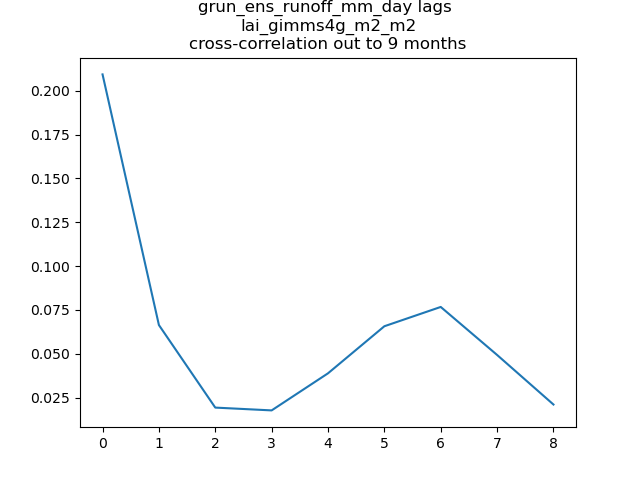 grun_ens_runoff_mm_day lags
lai_gimms4g_m2_m2
cross-correlation out to 9 months
0.200
0.175
0.150
0.125
0.100
0.075
0.050
0.025
0 1 2 3 4 5 6 7 8